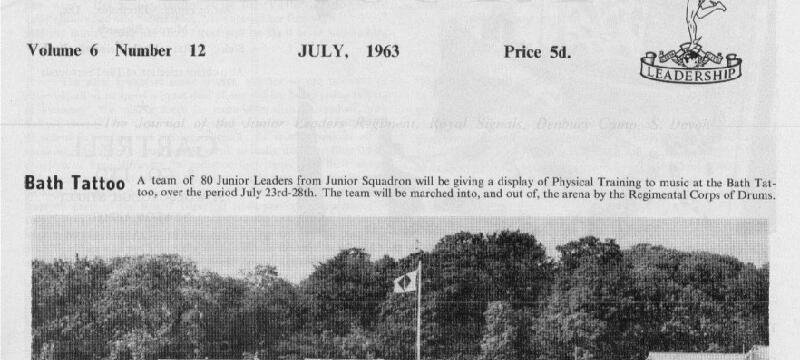 Volume 6 Number 12 JULY, 1963 Price 5d.
LEADERSHIP
The Journal of the Junior Leaders Regiment, Royal Signals, Denbury Camp, S. Devon
GARTRELL
Bath Tattoo A team of 80 Junior Leaders from Junior Squadron will be giving a display of Physical Training to music at the Bath Tat-
too, over the period July 23rd-28th. The team will be marched into, and out of, the arena by the Regimental Corps of Drums.